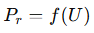 P_r = f(U)